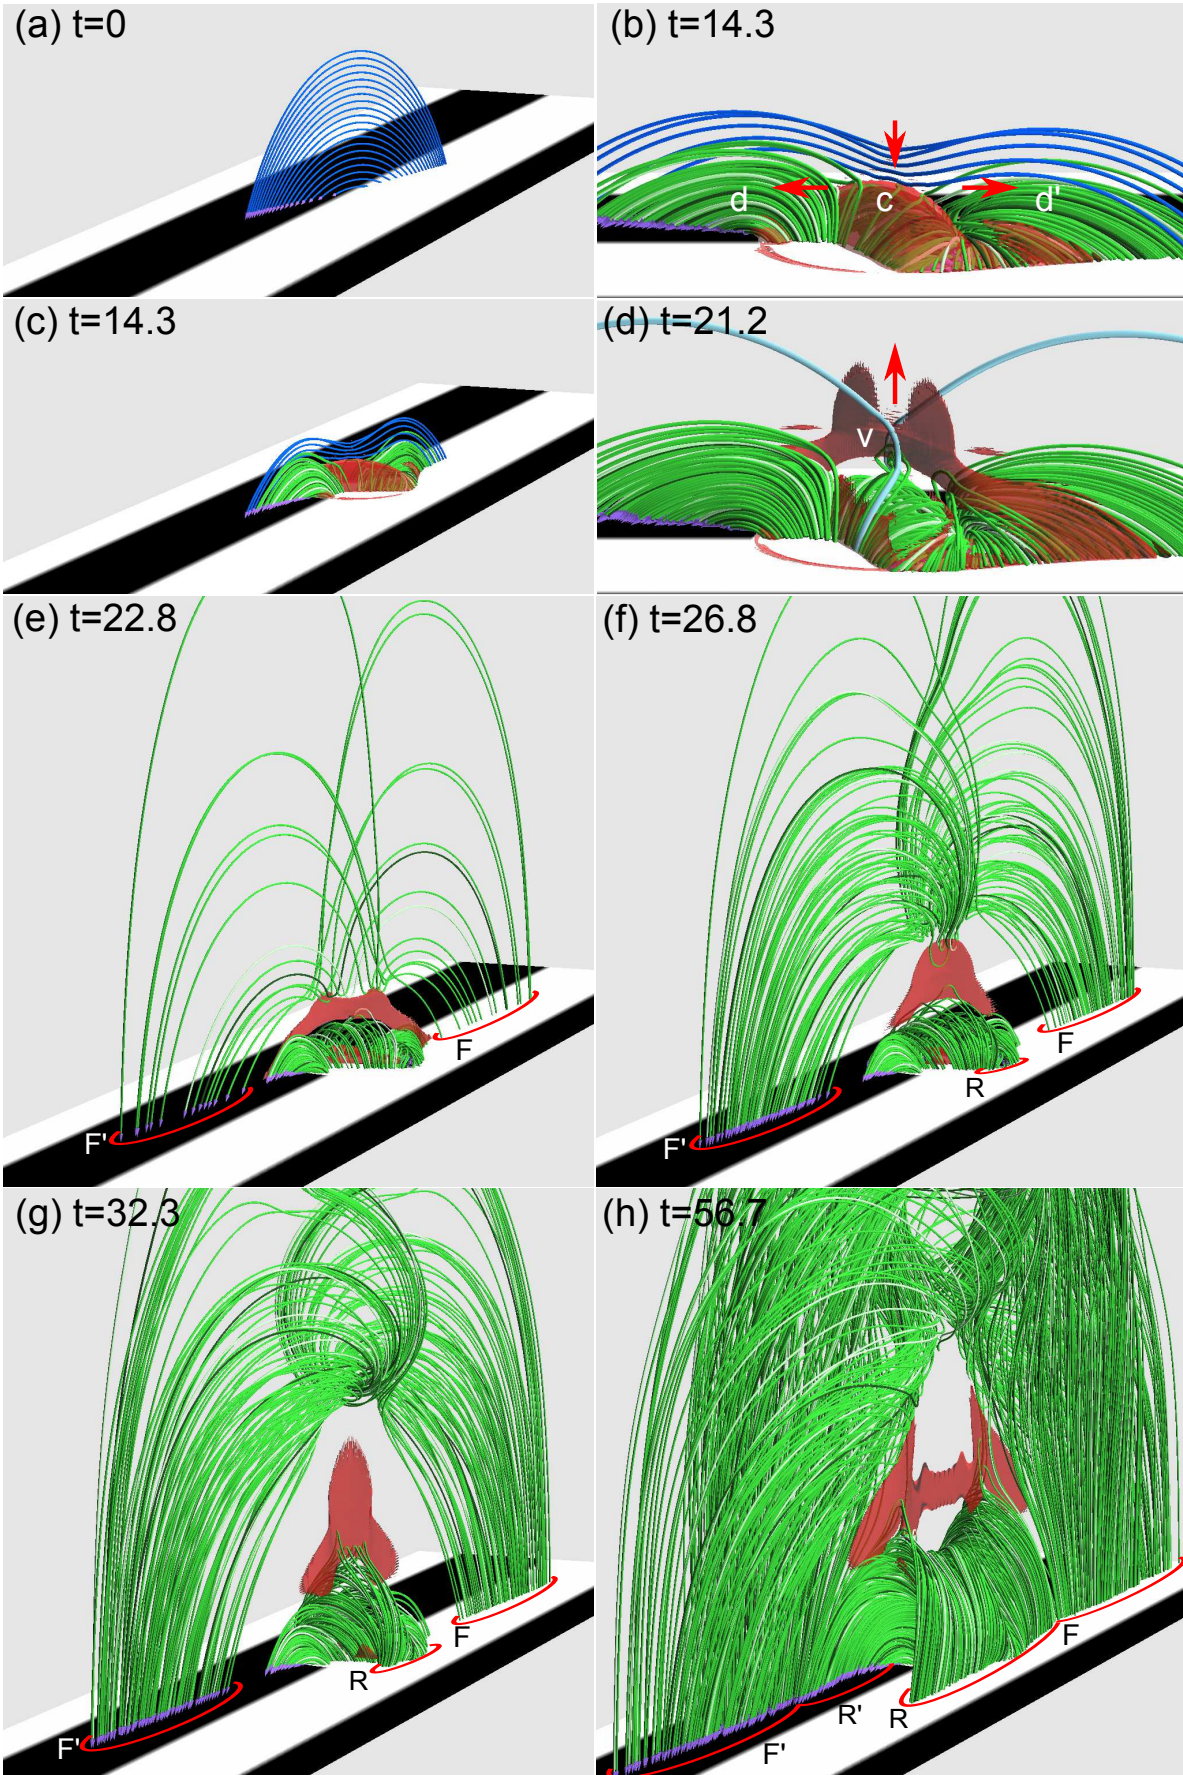 (a) t=0
(b) t=14.3
d
c
d'
(c) t=14.3
(d) t=21.2
v
(e) t=22.8
F
F'
(f) t=26.8
F
R
F'
(g) t=32.3
F
R
F'
(h) t=56.7
F
R'
R
F'